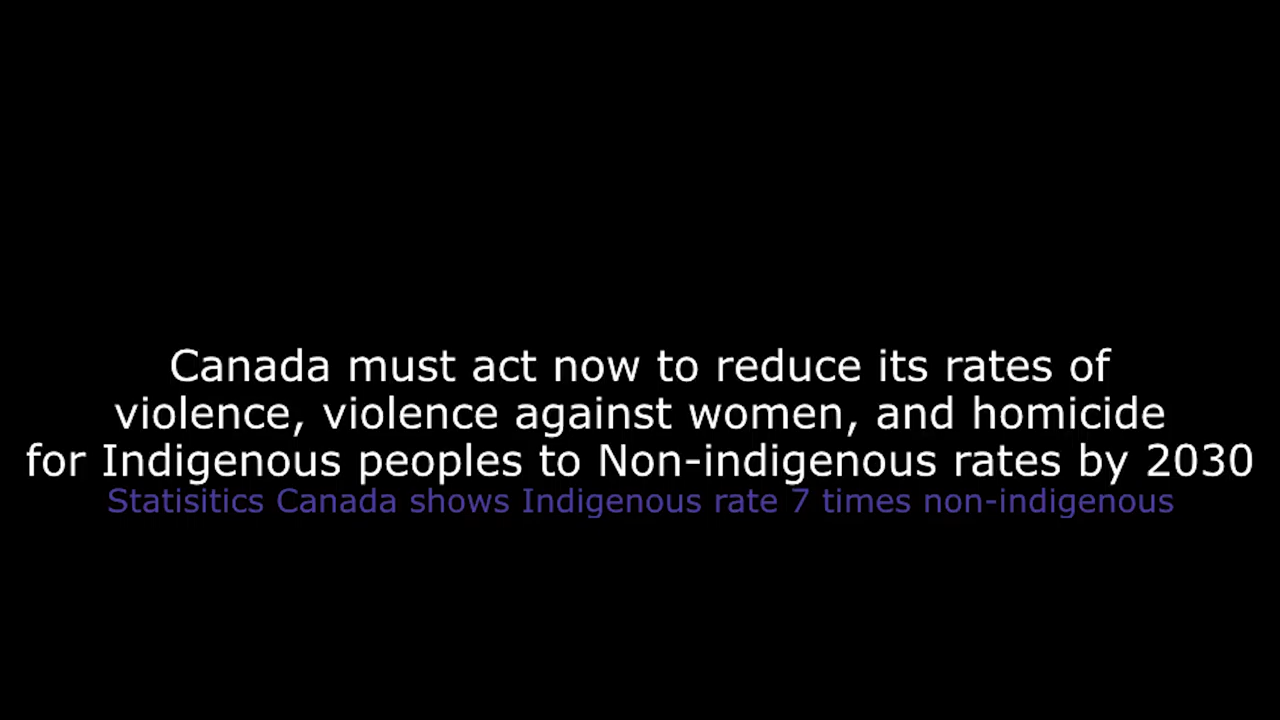 Canada must act now to reduce its rates of
violence, violence against women, and homicide
for Indigenous peoples to Non-indigenous rates by 2030
Statisitics Canada shows Indigenous rate 7 times non-indigenous